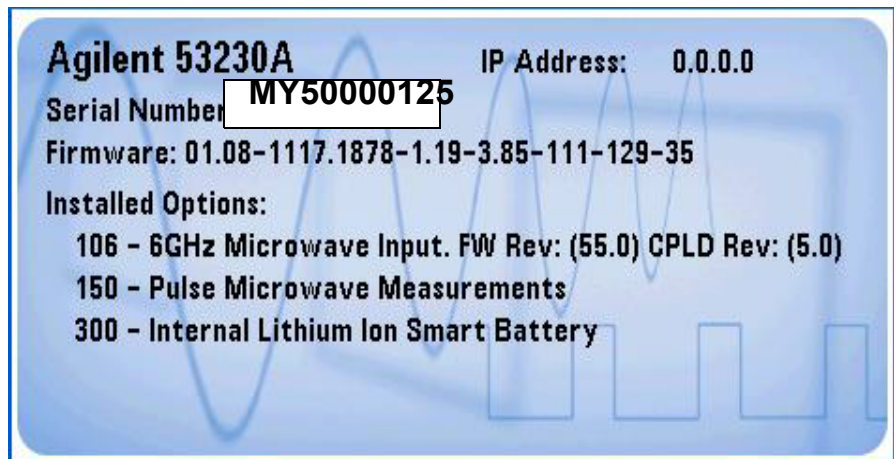 Agilent 53230A IP Address: 0.0.0.0
Serial Number MY50000125
Firmware: 01.08-1117.1878-1.19-3.85-111-129-35
Installed Options:
106 - 6GHz Microwave Input. FW Rev: (55.0) CPLD Rev: (5.0)
150 - Pulse Microwave Measurements
300 - Internal Lithium Ion Smart Battery